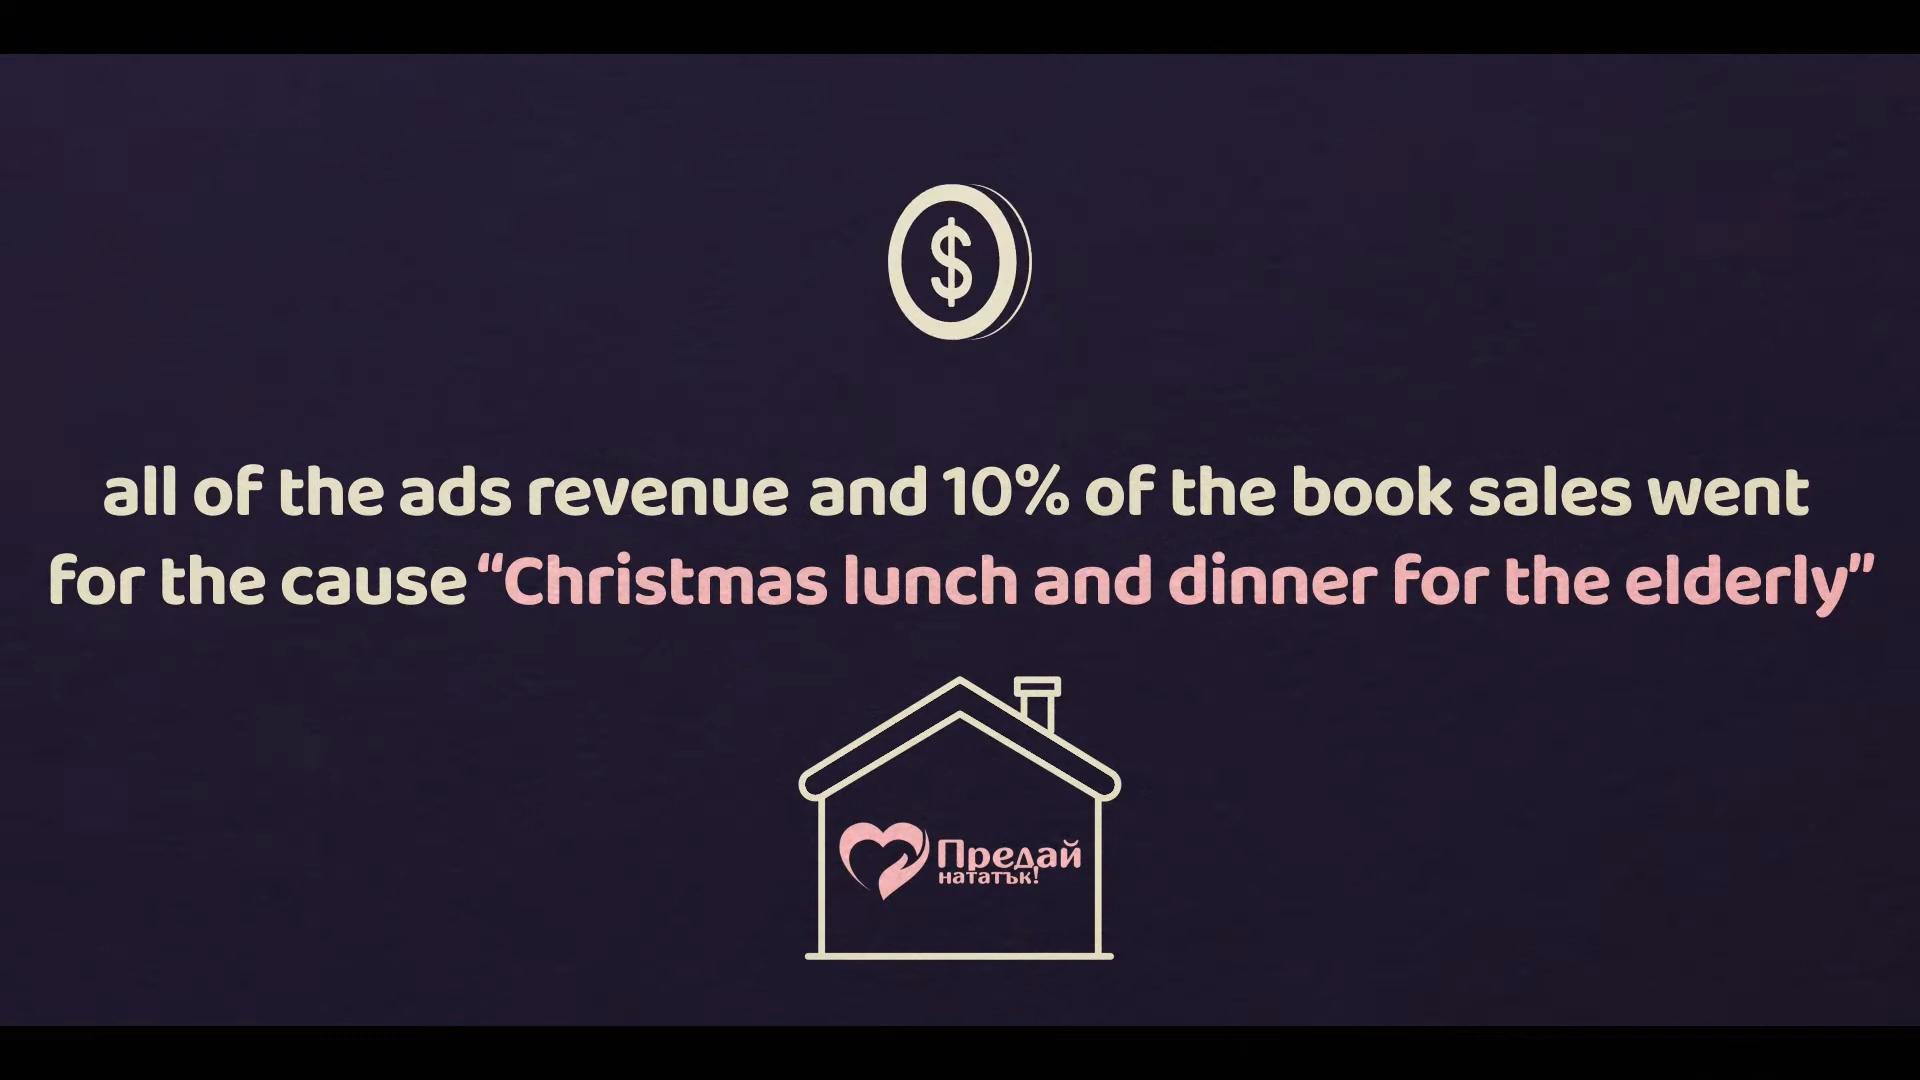 $
all of the ads revenue and 10% of the book sales went
for the cause “Christmas lunch and dinner for the elderly”
Предай
нататък!